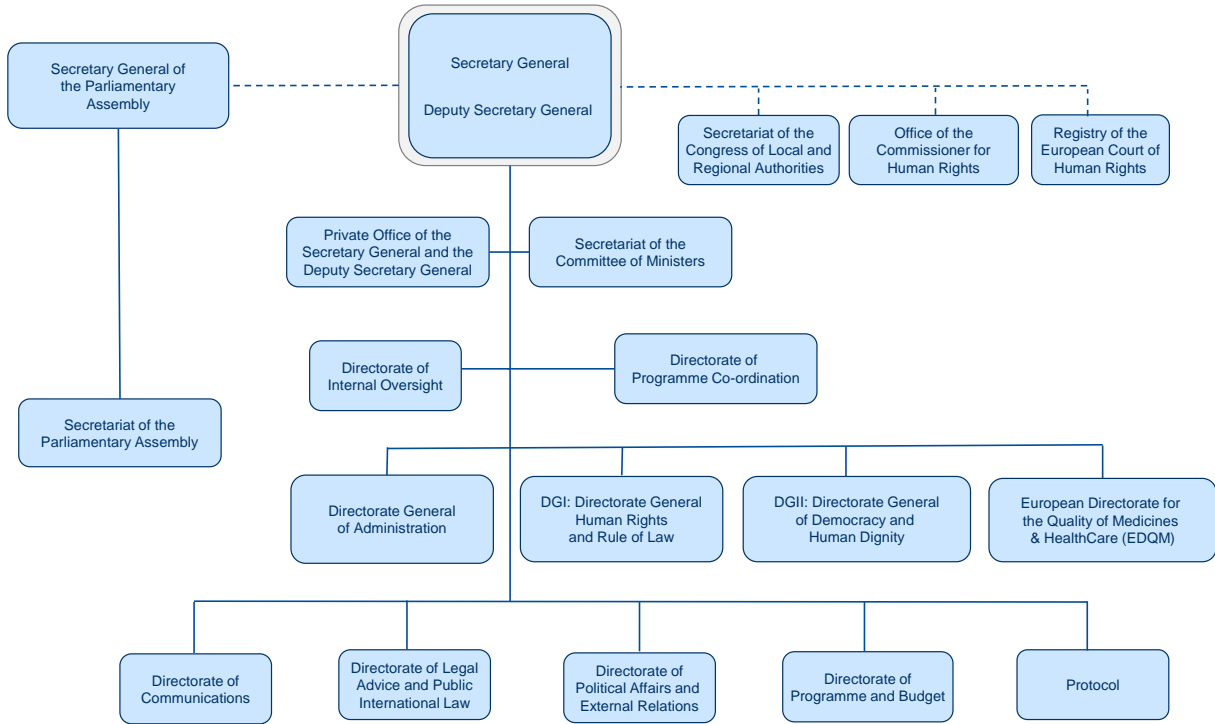 Secretary General of
the Parliamentary
Assembly
Secretary General
Deputy Secretary General
Secretariat of the
Congress of Local and
Regional Authorities
Office of the
Commissioner for
Human Rights
Registry of the
European Court of
Human Rights
Private Office of the
Secretary General and the
Deputy Secretary General
Secretariat of the
Committee of Ministers
Directorate of
Internal Oversight
Directorate of
Programme Co-ordination
Secretariat of the
Parliamentary Assembly
Directorate General
of Administration
DGI: Directorate General
Human Rights
and Rule of Law
DGII: Directorate General
of Democracy and
Human Dignity
European Directorate for
the Quality of Medicines
& HealthCare (EDQM)
Directorate of
Communications
Directorate of Legal
Advice and Public
International Law
Directorate of
Political Affairs and
External Relations
Directorate of
Programme and Budget
Protocol